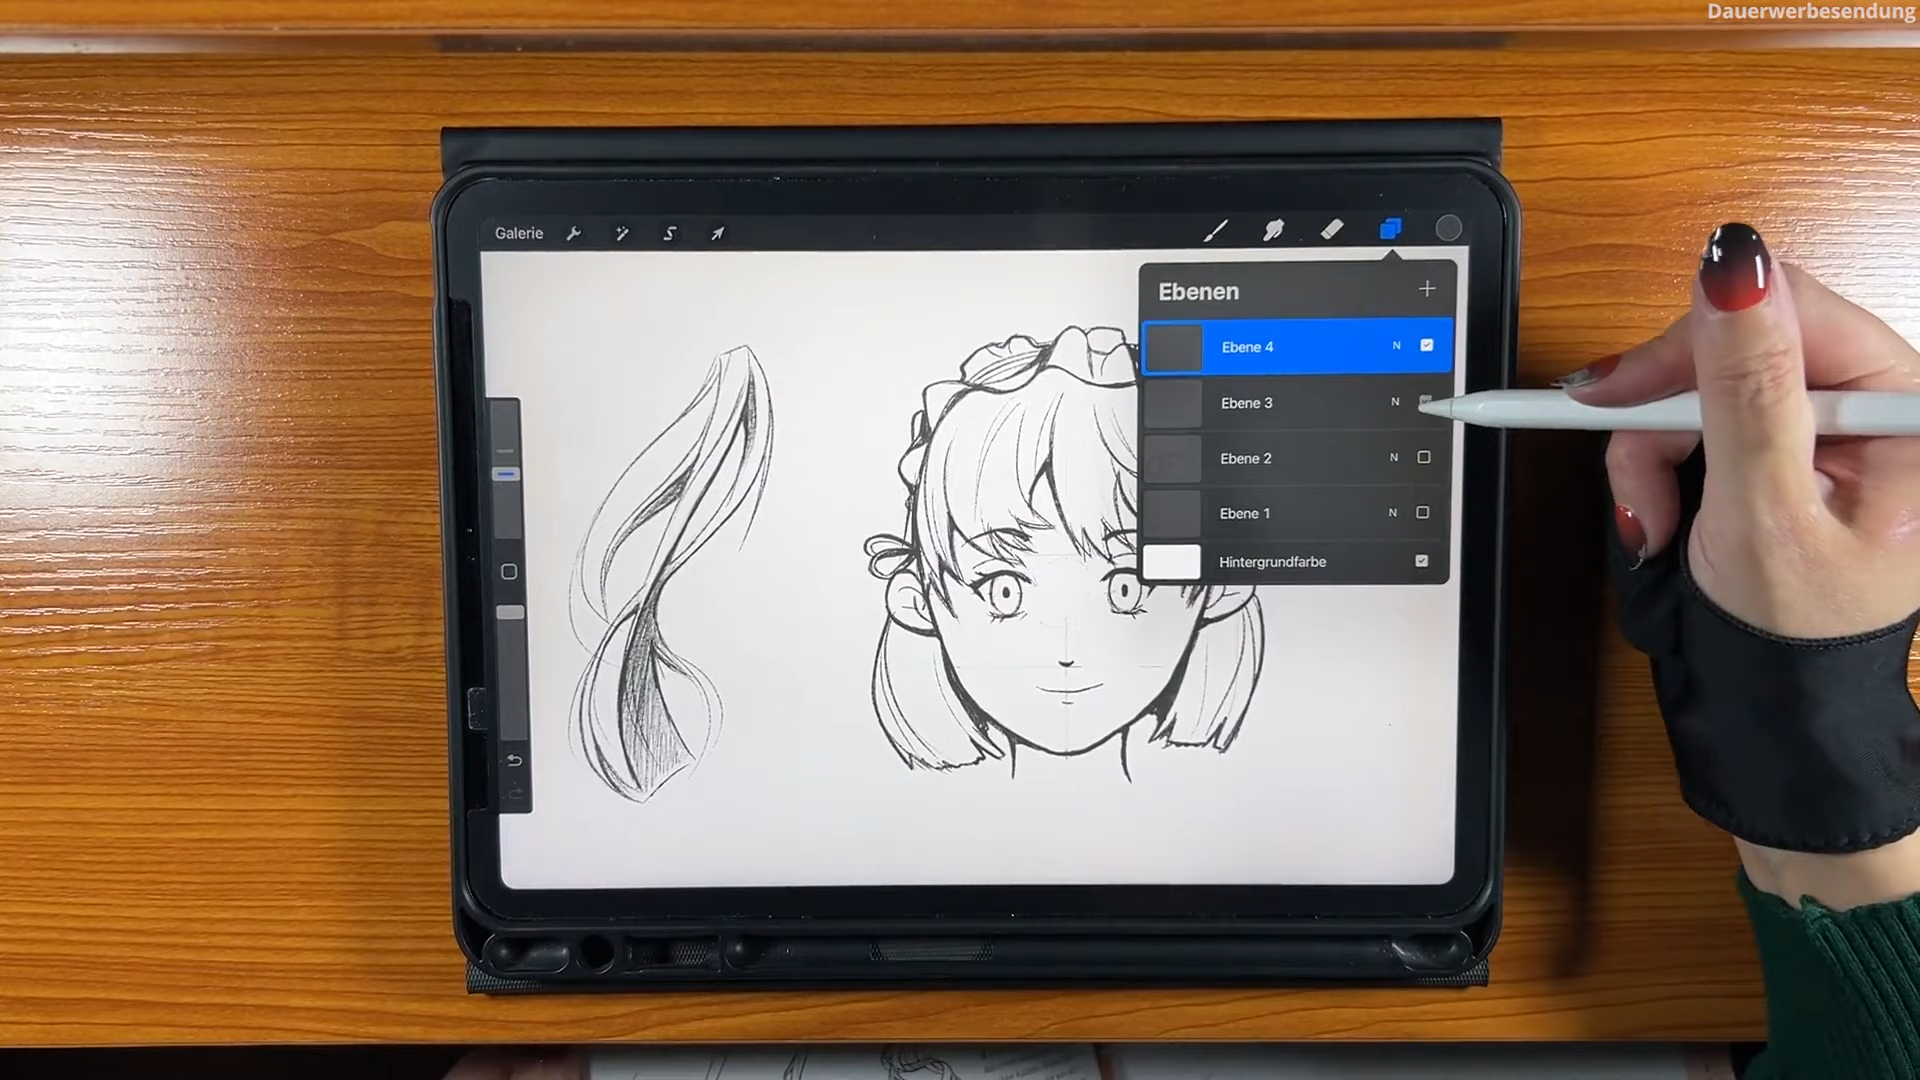 Dauerwerbesendung
Galerie
Ebenen
Ebene 4 N
Ebene 3 N
Ebene 2 N
Ebene 1 N
Hintergrundfarbe